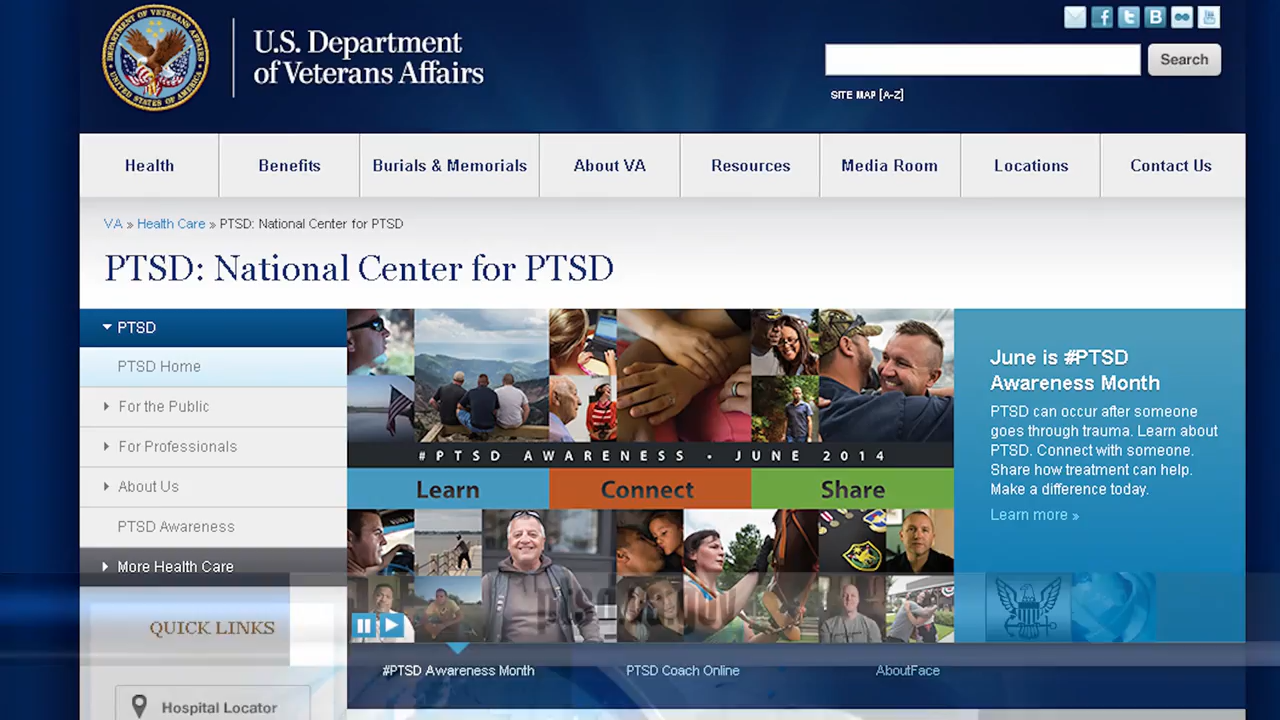 U.S. Department
of Veterans Affairs
Search
SITE MAP [A-Z]
Health
Benefits
Burials & Memorials
About VA
Resources
Media Room
Locations
Contact Us
VA » Health Care » PTSD: National Center for PTSD
PTSD: National Center for PTSD
PTSD
PTSD Home
For the Public
For Professionals
About Us
PTSD Awareness
More Health Care
QUICK LINKS
Hospital Locator
#PTSD AWARENESS • JUNE 2014
Learn
Connect
Share
June is #PTSD
Awareness Month
PTSD can occur after someone
goes through trauma. Learn about
PTSD. Connect with someone.
Share how treatment can help.
Make a difference today.
Learn more »
ptsd.va.gov
#PTSD Awareness Month
PTSD Coach Online
AboutFace